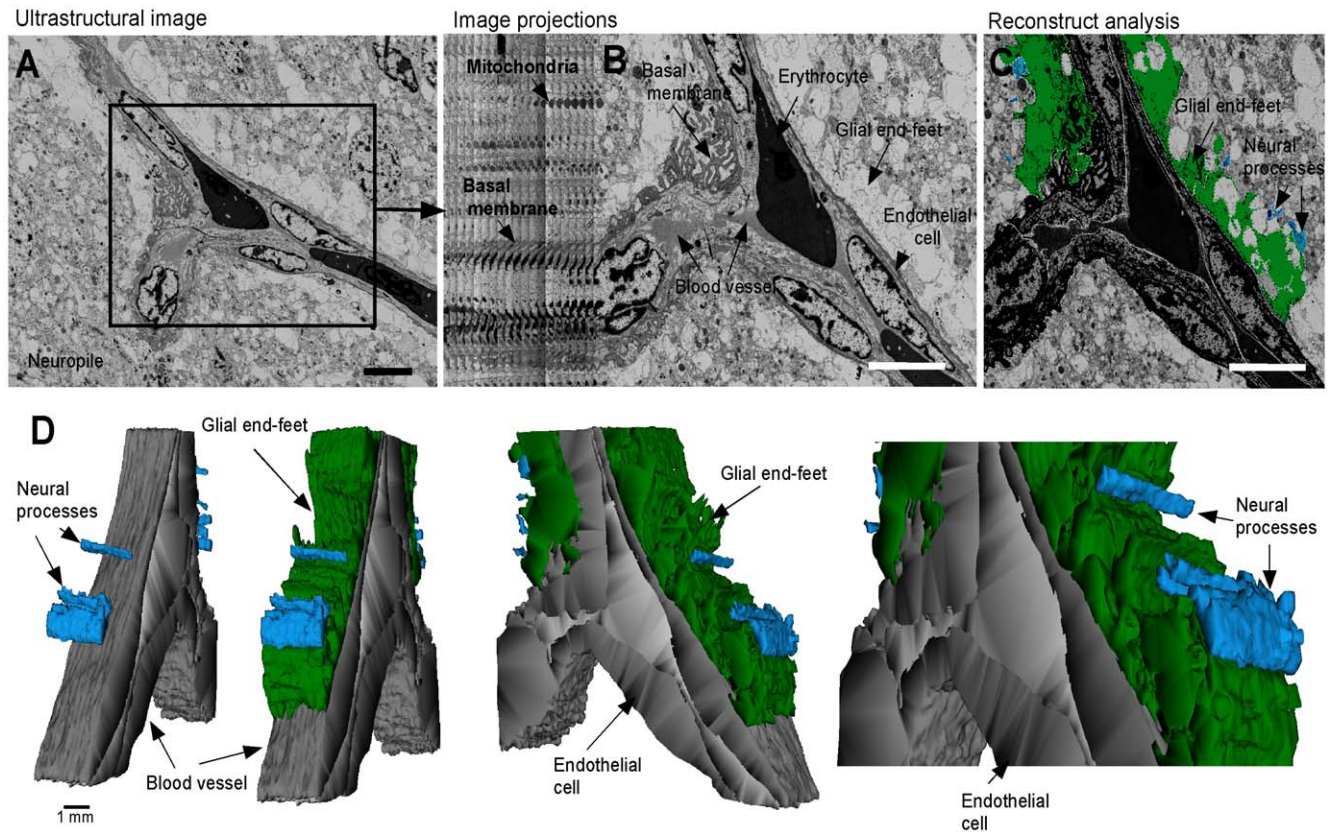 Ultrastructural image
Image projections
Reconstruct analysis
A
Neuropile
Mitochondria
Basal
membrane
B
Basal
membrane
Erythrocyte
Glial end-feet
Endothelial
cell
Blood vessel
C
Glial end-feet
Neural
processes
D
Glial end-feet
Neural
processes
Blood vessel
1 mm
Glial end-feet
Endothelial
cell
Neural
processes
Endothelial
cell